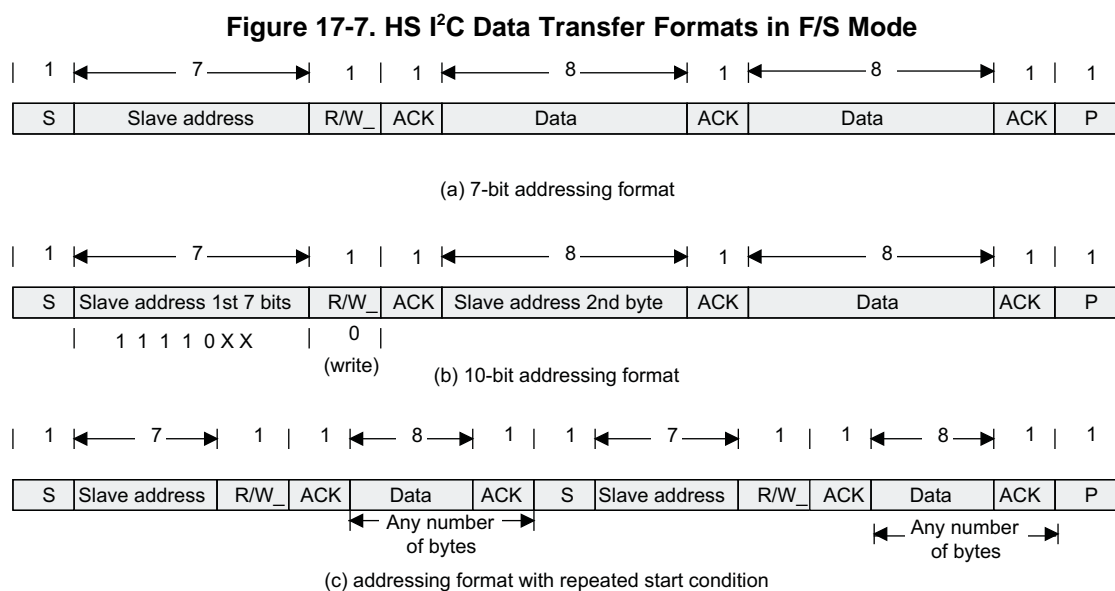 Figure 17-7. HS I²C Data Transfer Formats in F/S Mode
1 7 1 1 8 1 8 1 1
S Slave address R/W_ ACK Data ACK Data ACK P
(a) 7-bit addressing format
1 7 1 1 8 1 8 1 1
S Slave address 1st 7 bits R/W_ ACK Slave address 2nd byte ACK Data ACK P
1 1 1 1 0 X X 0
(write)
(b) 10-bit addressing format
1 7 1 1 8 1 1 7 1 1 8 1 1
S Slave address R/W_ ACK Data ACK S Slave address R/W_ ACK Data ACK P
Any number Any number
of bytes of bytes
(c) addressing format with repeated start condition